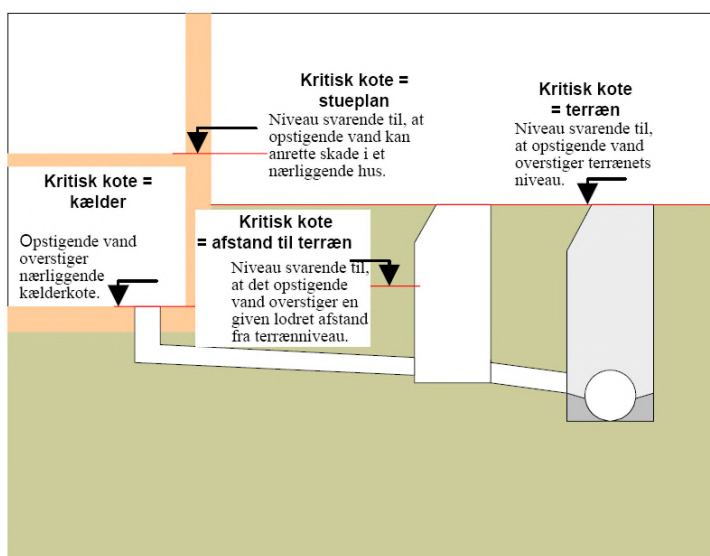 Kritisk kote =
stueplan
Niveau svarende til, at
opstigende vand kan
anrette skade i et
nærliggende hus.
Kritisk kote
= terræn
Niveau svarende til,
at opstigende vand
overstiger terrænets
niveau.
Kritisk kote =
kælder
Opstigende vand
overstiger
nærliggende
kælderkote.
Kritisk kote
= afstand til terræn
Niveau svarende til,
at det opstigende
vand overstiger en
given lodret afstand
fra terrænniveau.